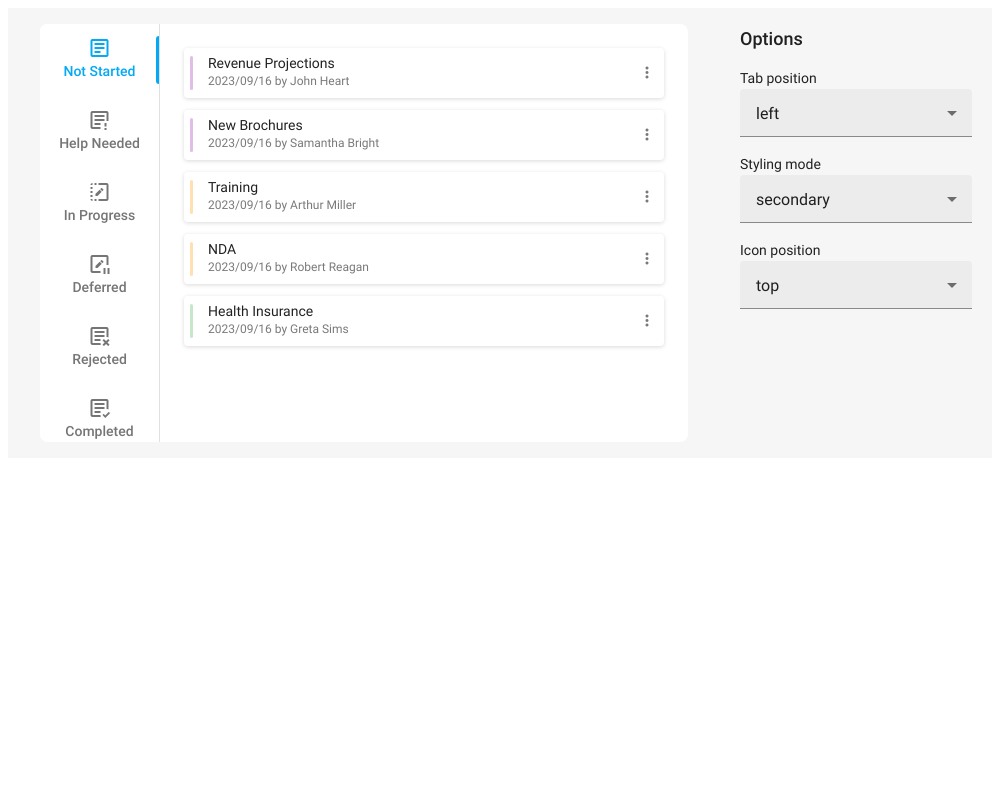 Not Started
Help Needed
In Progress
Deferred
Rejected
Completed
Revenue Projections
2023/09/16 by John Heart
New Brochures
2023/09/16 by Samantha Bright
Training
2023/09/16 by Arthur Miller
NDA
2023/09/16 by Robert Reagan
Health Insurance
2023/09/16 by Greta Sims
Options
Tab position
left
Styling mode
secondary
Icon position
top